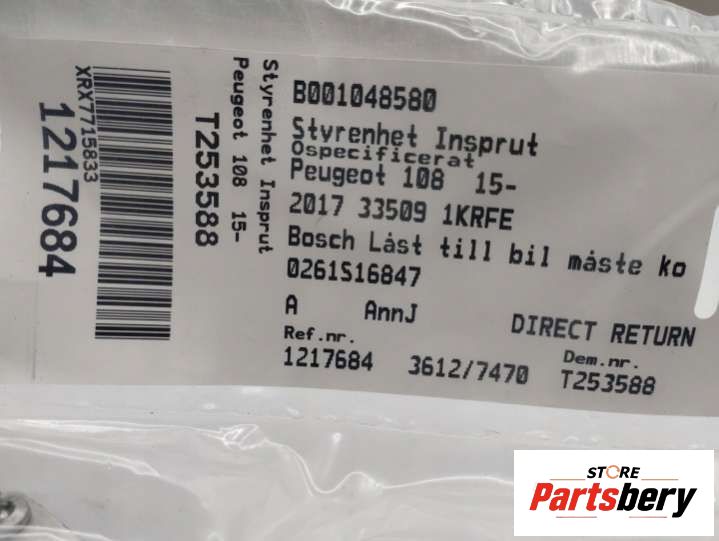 XRX7715833
1217684
T253588
Styrenhet Insprut
Peugeot 108 15-
B001048580
Styrenhet Insprut
Ospecificerat
Peugeot 108 15-
2017 33509 1KRFE
Bosch Låst till bil måste ko
0261S16847
A AnnJ DIRECT RETURN
Ref.nr. Dem.nr.
1217684 3612/7470 T253588
STORE
Partsbery